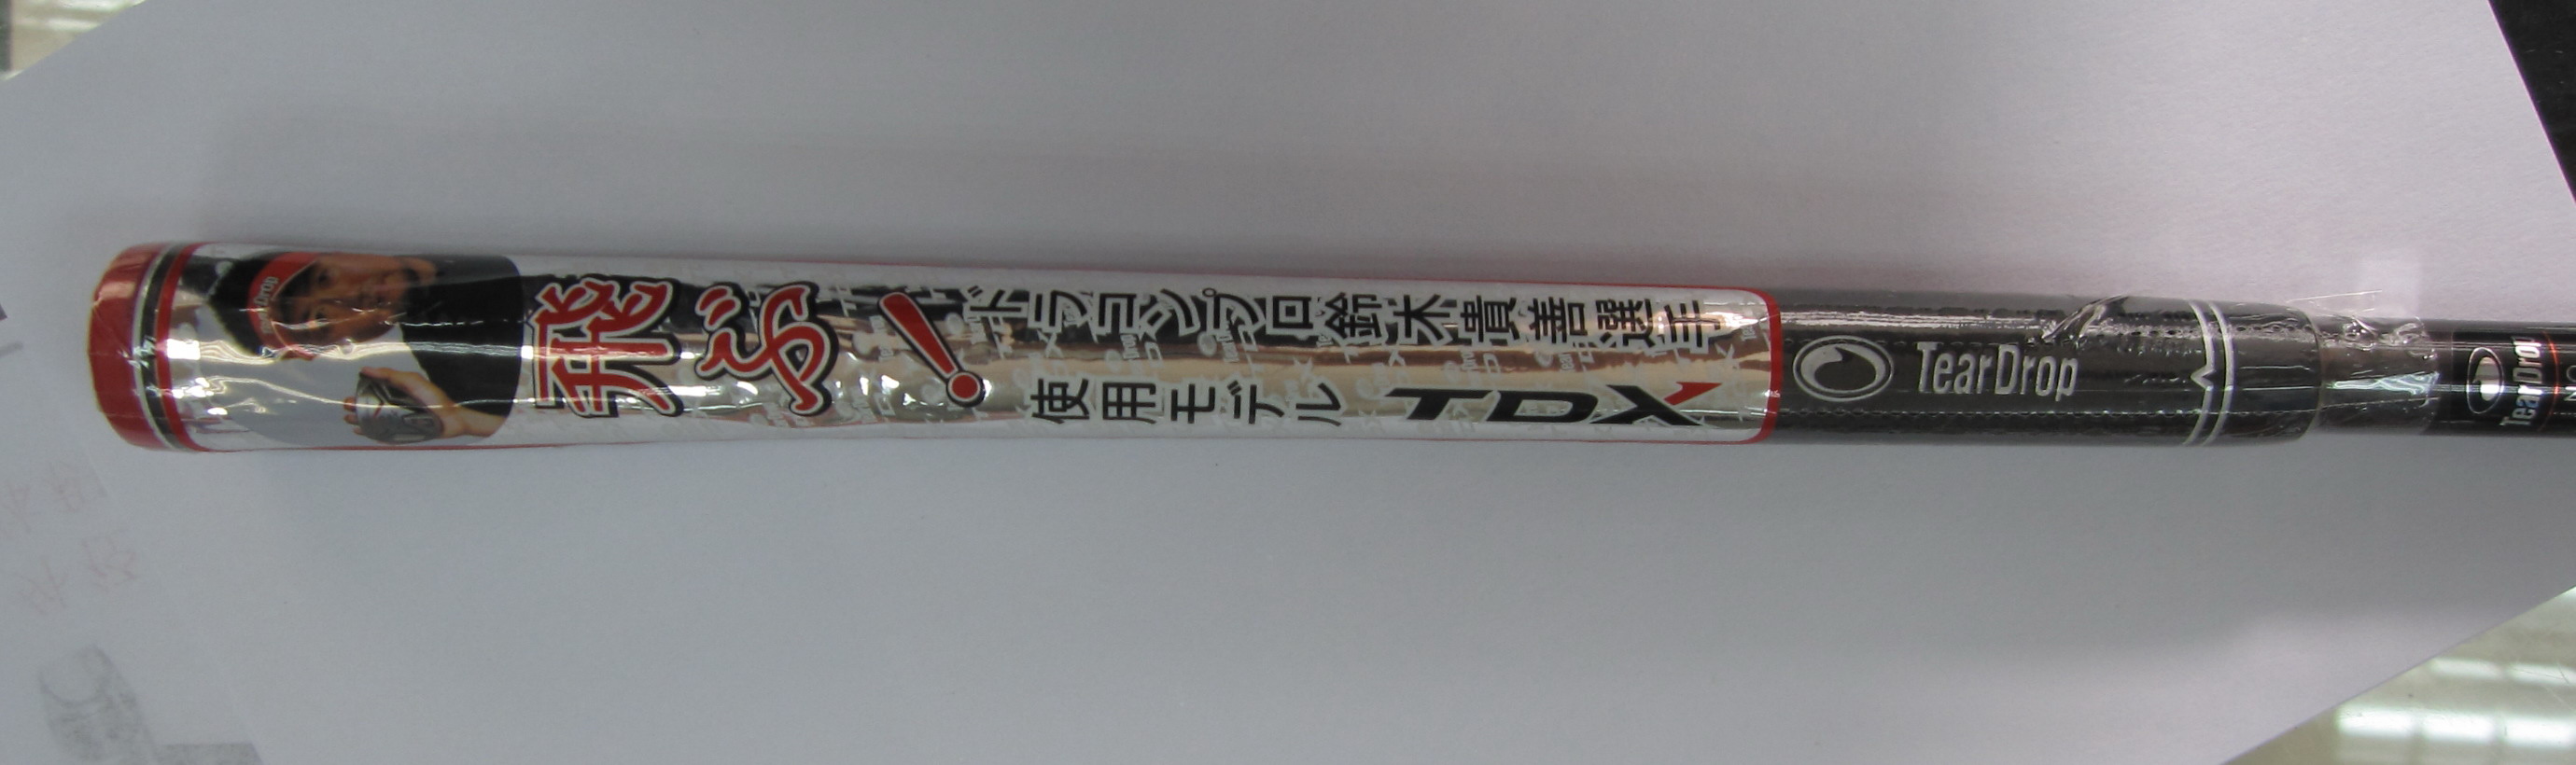 飛ぶ!
ドラコンプロ鈴木貴善選手
使用モデル TDX
TearDrop
TearDrop